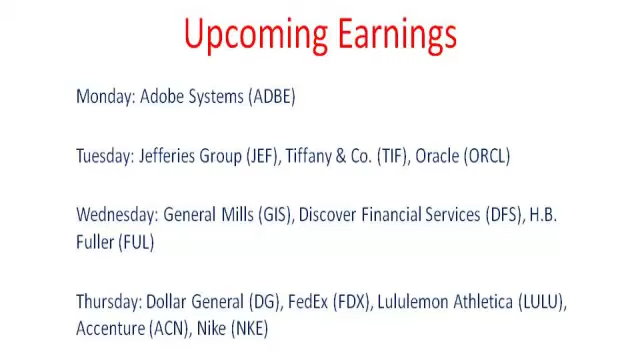 Upcoming Earnings
Monday: Adobe Systems (ADBE)
Tuesday: Jefferies Group (JEF), Tiffany & Co. (TIF), Oracle (ORCL)
Wednesday: General Mills (GIS), Discover Financial Services (DFS), H.B.
Fuller (FUL)
Thursday: Dollar General (DG), FedEx (FDX), Lululemon Athletica (LULU),
Accenture (ACN), Nike (NKE)